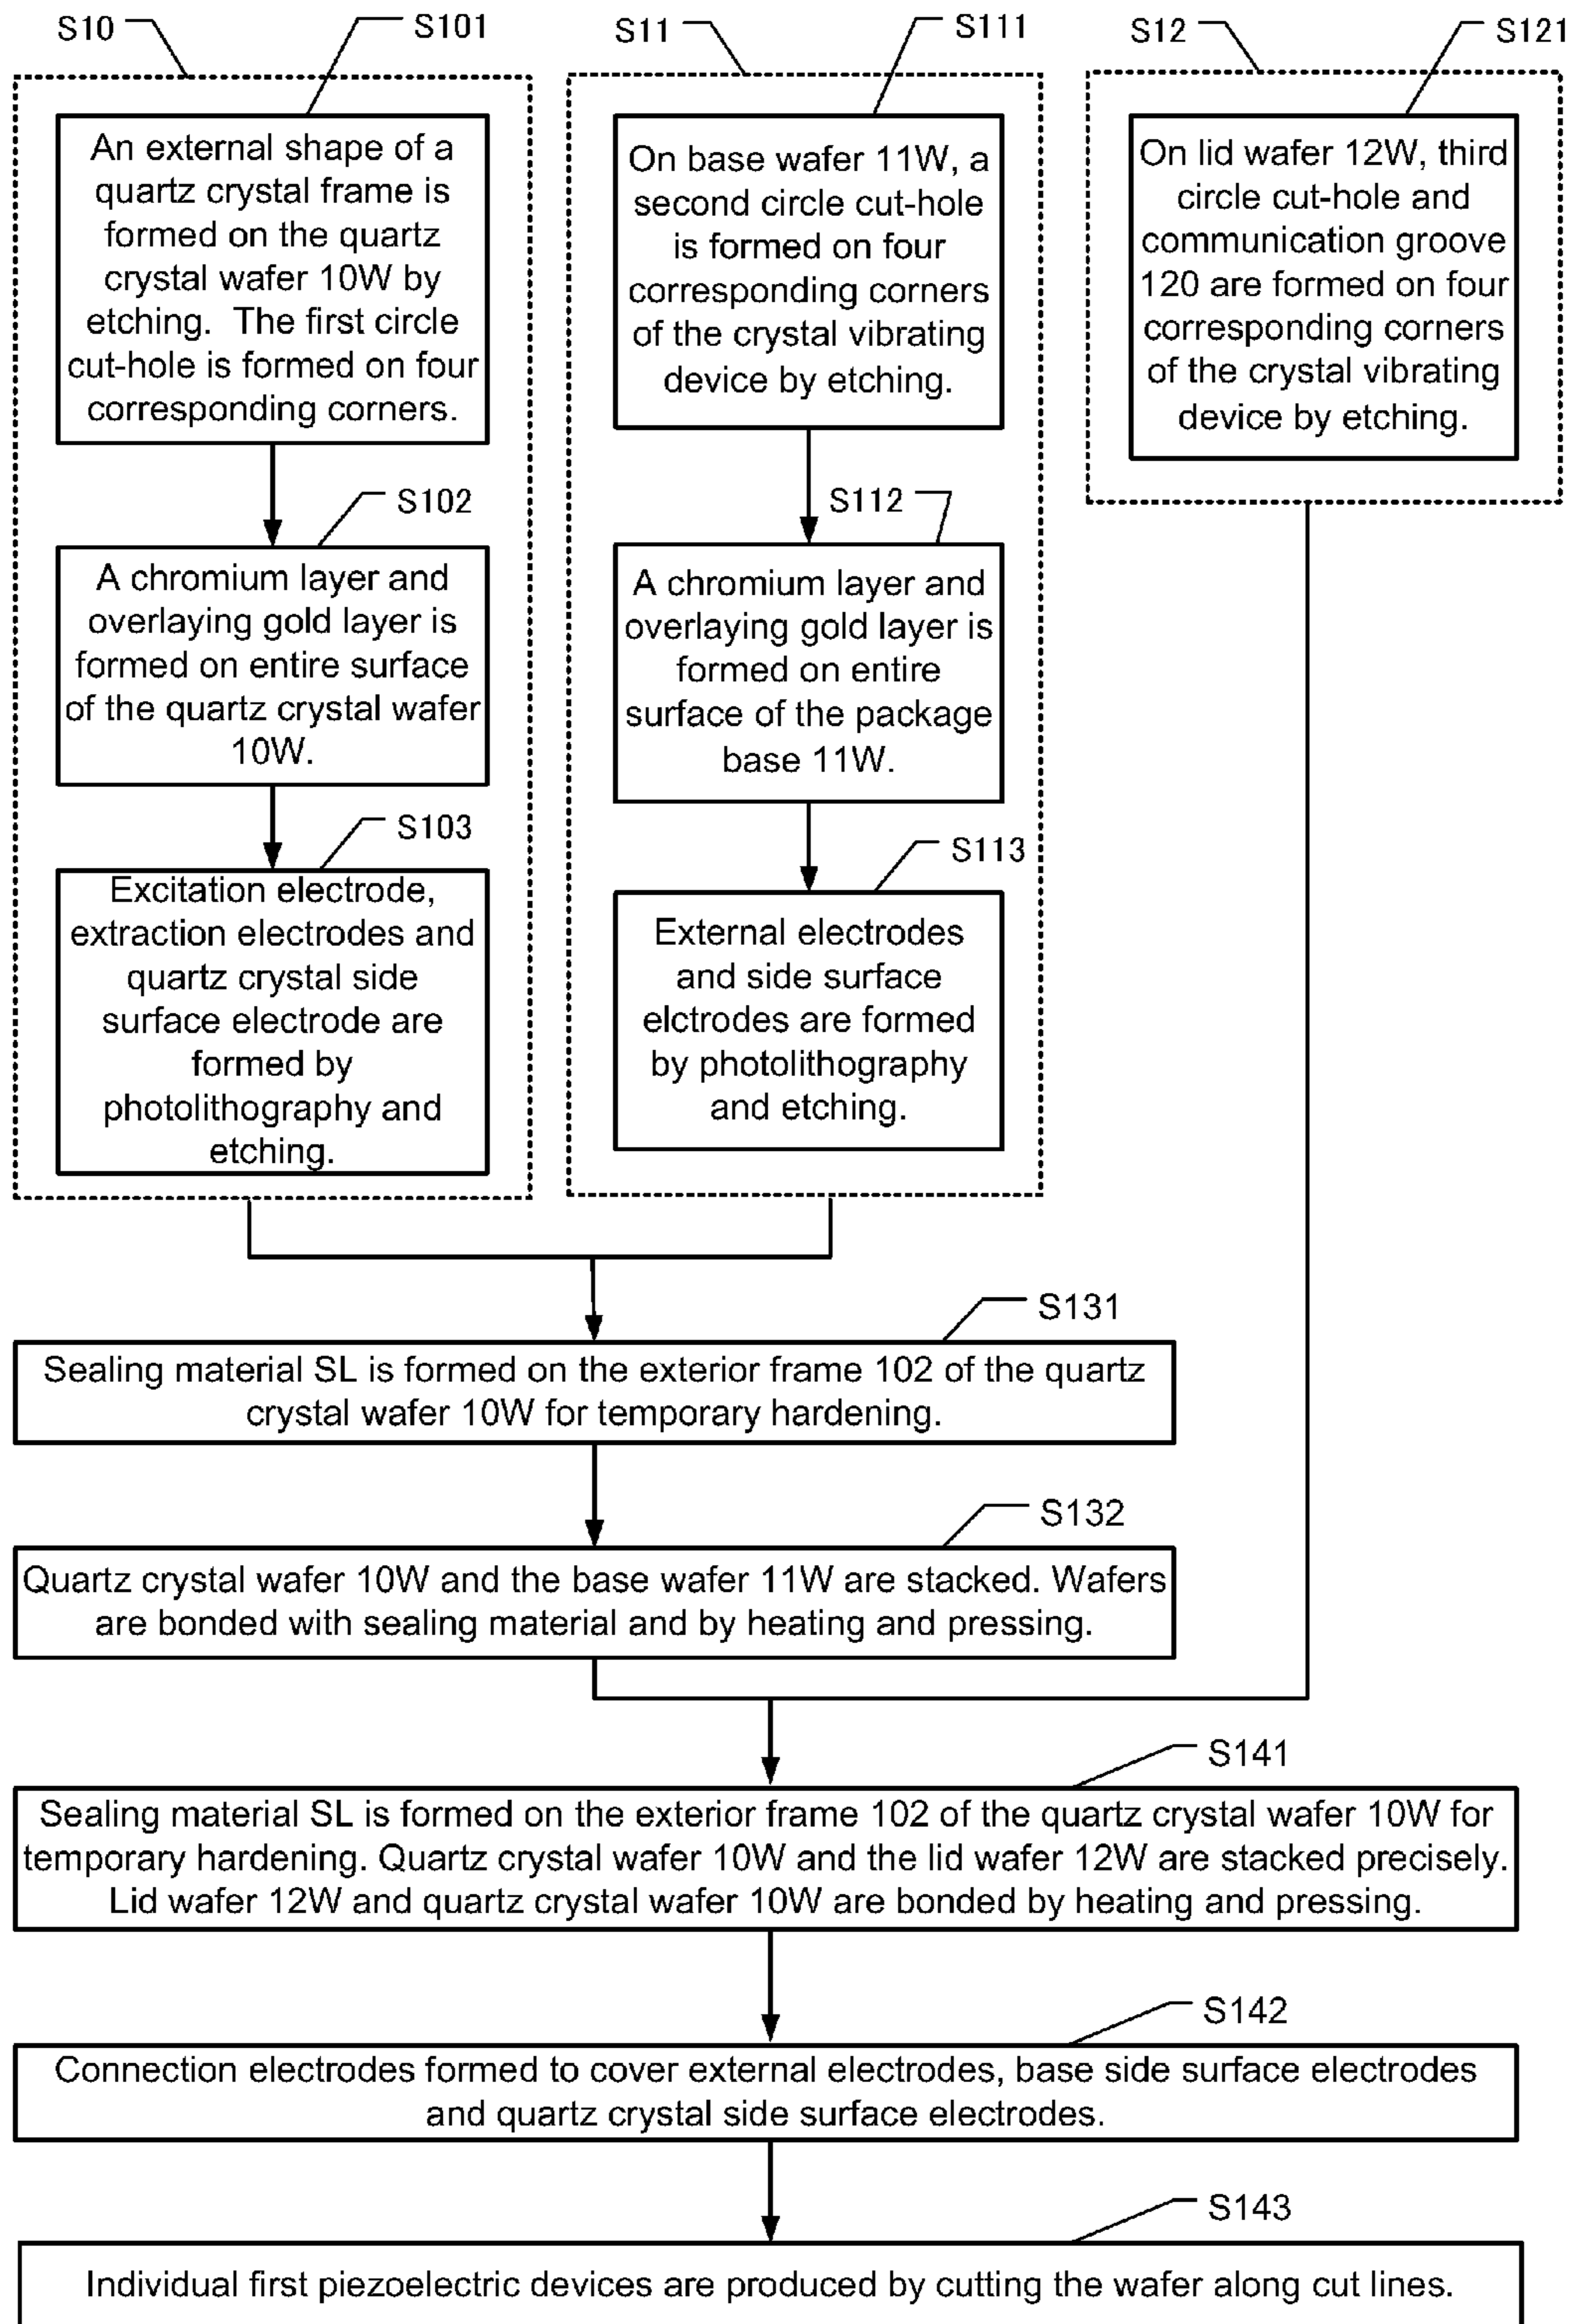 S10
S101
An external shape of a
quartz crystal frame is
formed on the quartz
crystal wafer 10W by
etching. The first circle
cut-hole is formed on four
corresponding corners.
S102
A chromium layer and
overlaying gold layer is
formed on entire surface
of the quartz crystal wafer
10W.
S103
Excitation electrode,
extraction electrodes and
quartz crystal side
surface electrode are
formed by
photolithography and
etching.
S11
S111
On base wafer 11W, a
second circle cut-hole
is formed on four
corresponding corners
of the crystal vibrating
device by etching.
S112
A chromium layer and
overlaying gold layer is
formed on entire
surface of the package
base 11W.
S113
External electrodes
and side surface
elctrodes are formed
by photolithography
and etching.
S12
S121
On lid wafer 12W, third
circle cut-hole and
communication groove
120 are formed on four
corresponding corners
of the crystal vibrating
device by etching.
S131
Sealing material SL is formed on the exterior frame 102 of the quartz
crystal wafer 10W for temporary hardening.
S132
Quartz crystal wafer 10W and the base wafer 11W are stacked. Wafers
are bonded with sealing material and by heating and pressing.
S141
Sealing material SL is formed on the exterior frame 102 of the quartz crystal wafer 10W for
temporary hardening. Quartz crystal wafer 10W and the lid wafer 12W are stacked precisely.
Lid wafer 12W and quartz crystal wafer 10W are bonded by heating and pressing.
S142
Connection electrodes formed to cover external electrodes, base side surface electrodes
and quartz crystal side surface electrodes.
S143
Individual first piezoelectric devices are produced by cutting the wafer along cut lines.